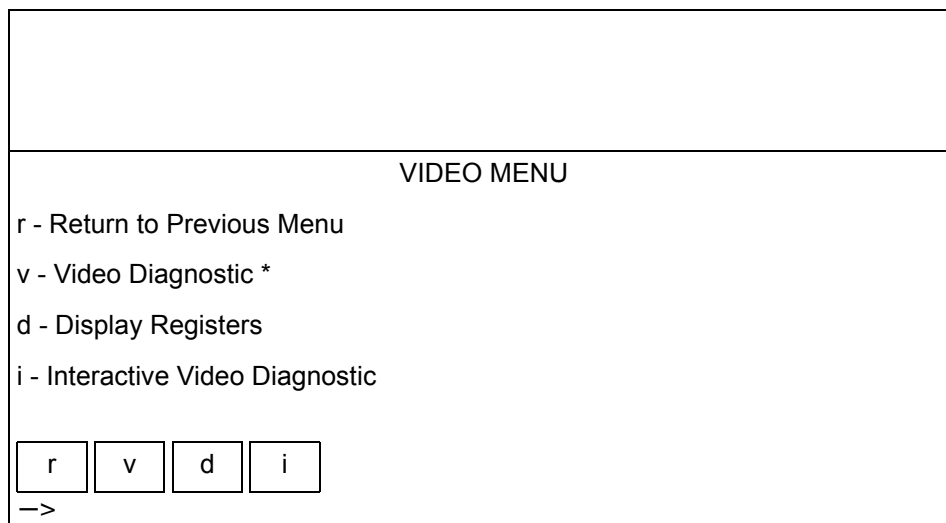 VIDEO MENU
r - Return to Previous Menu
v - Video Diagnostic *
d - Display Registers
i - Interactive Video Diagnostic
r v d i
—>